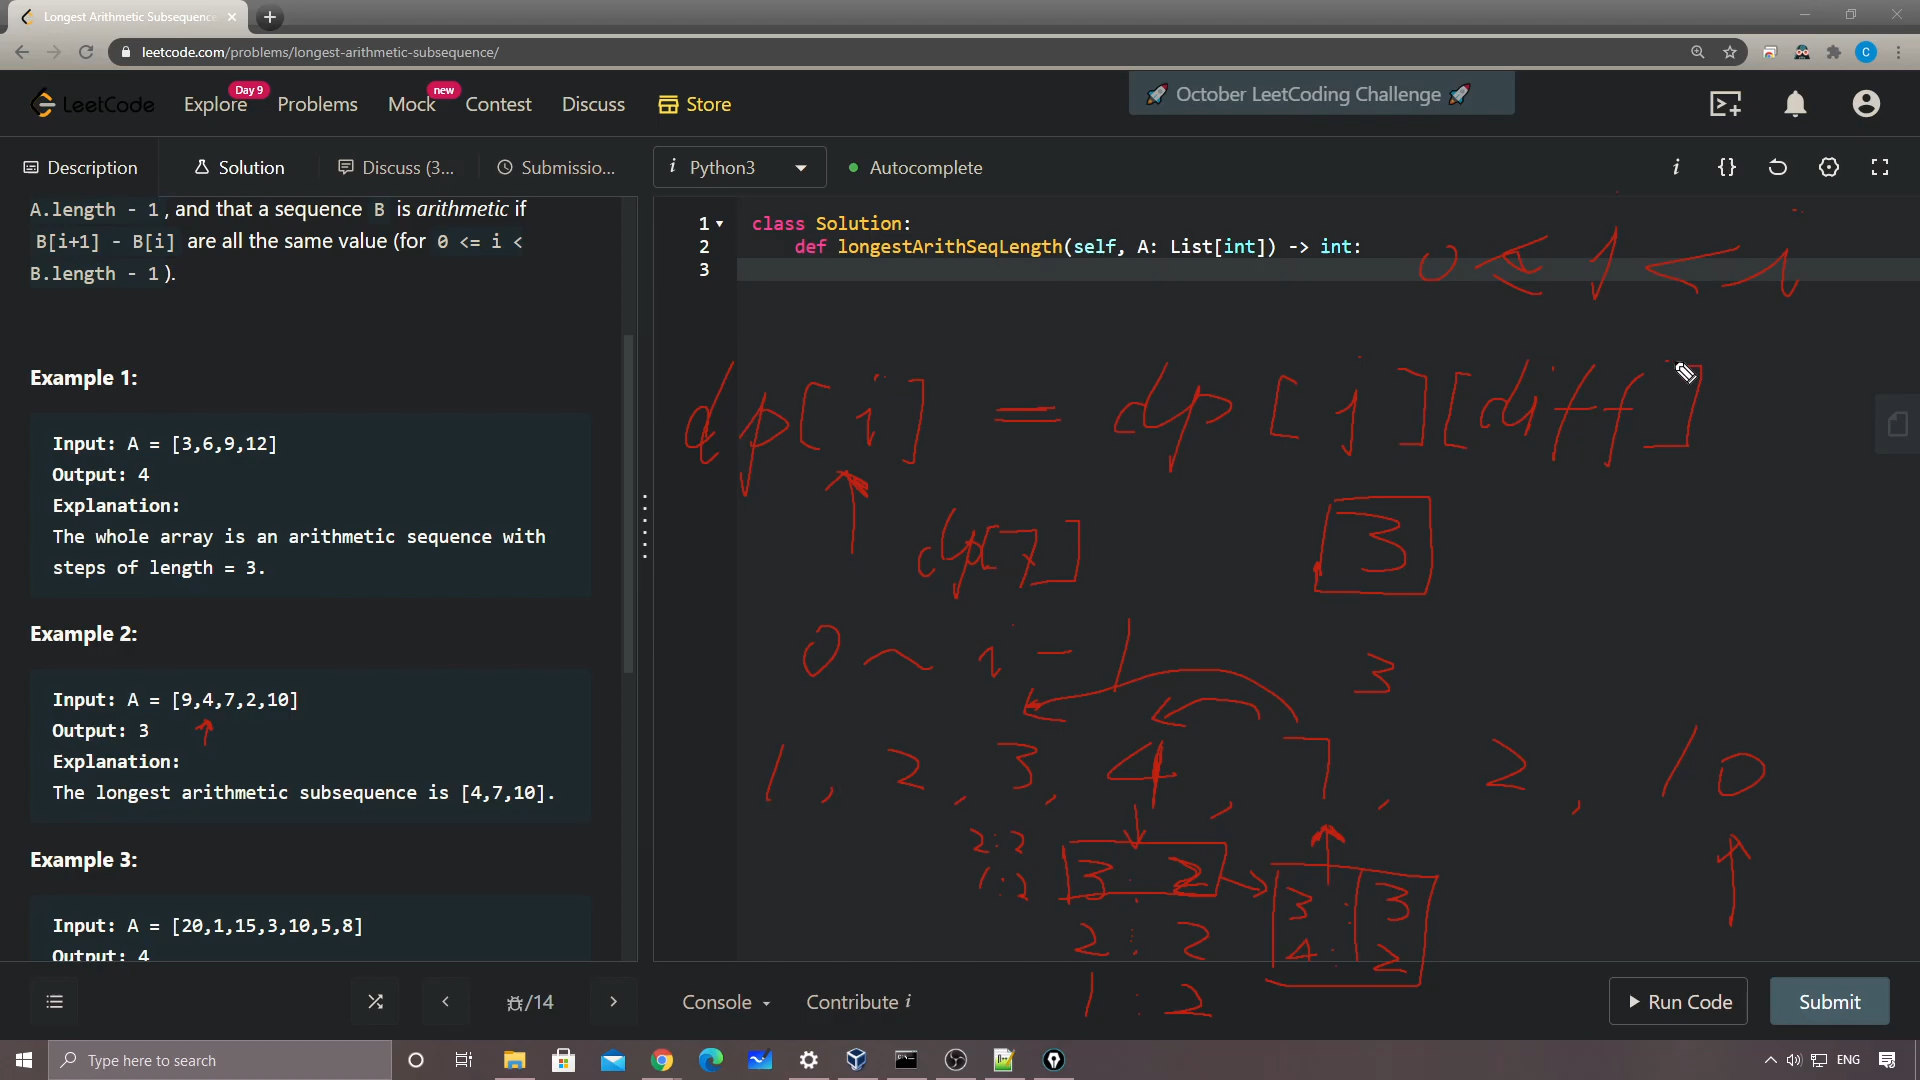 Longest Arithmetic Subsequence
leetcode.com/problems/longest-arithmetic-subsequence/
LeetCode
Explore
Day 9
Problems
Mock
new
Contest
Discuss
Store
🚀 October LeetCoding Challenge 🚀
Description
Solution
Discuss (3...
Submissio...
i Python3
Autocomplete
A.length - 1, and that a sequence B is arithmetic if
B[i+1] - B[i] are all the same value (for 0 <= i <
B.length - 1).
Example 1:
Input: A = [3,6,9,12]
Output: 4
Explanation:
The whole array is an arithmetic sequence with
steps of length = 3.
Example 2:
Input: A = [9,4,7,2,10]
Output: 3
Explanation:
The longest arithmetic subsequence is [4,7,10].
Example 3:
Input: A = [20,1,15,3,10,5,8]
Output: 4
1 class Solution:
2 def longestArithSeqLength(self, A: List[int]) -> int:
3
0 ≤ j < i
dp[i] = dp[j][diff]
dp[7]
3
0 ~ i - 1
3
1, 2, 3, 4, 7, 2, 10
2:2
1:2
3:2
2:2
1:2
3:3
4:2
/14
Console
Contribute i
Run Code
Submit
Type here to search
ENG